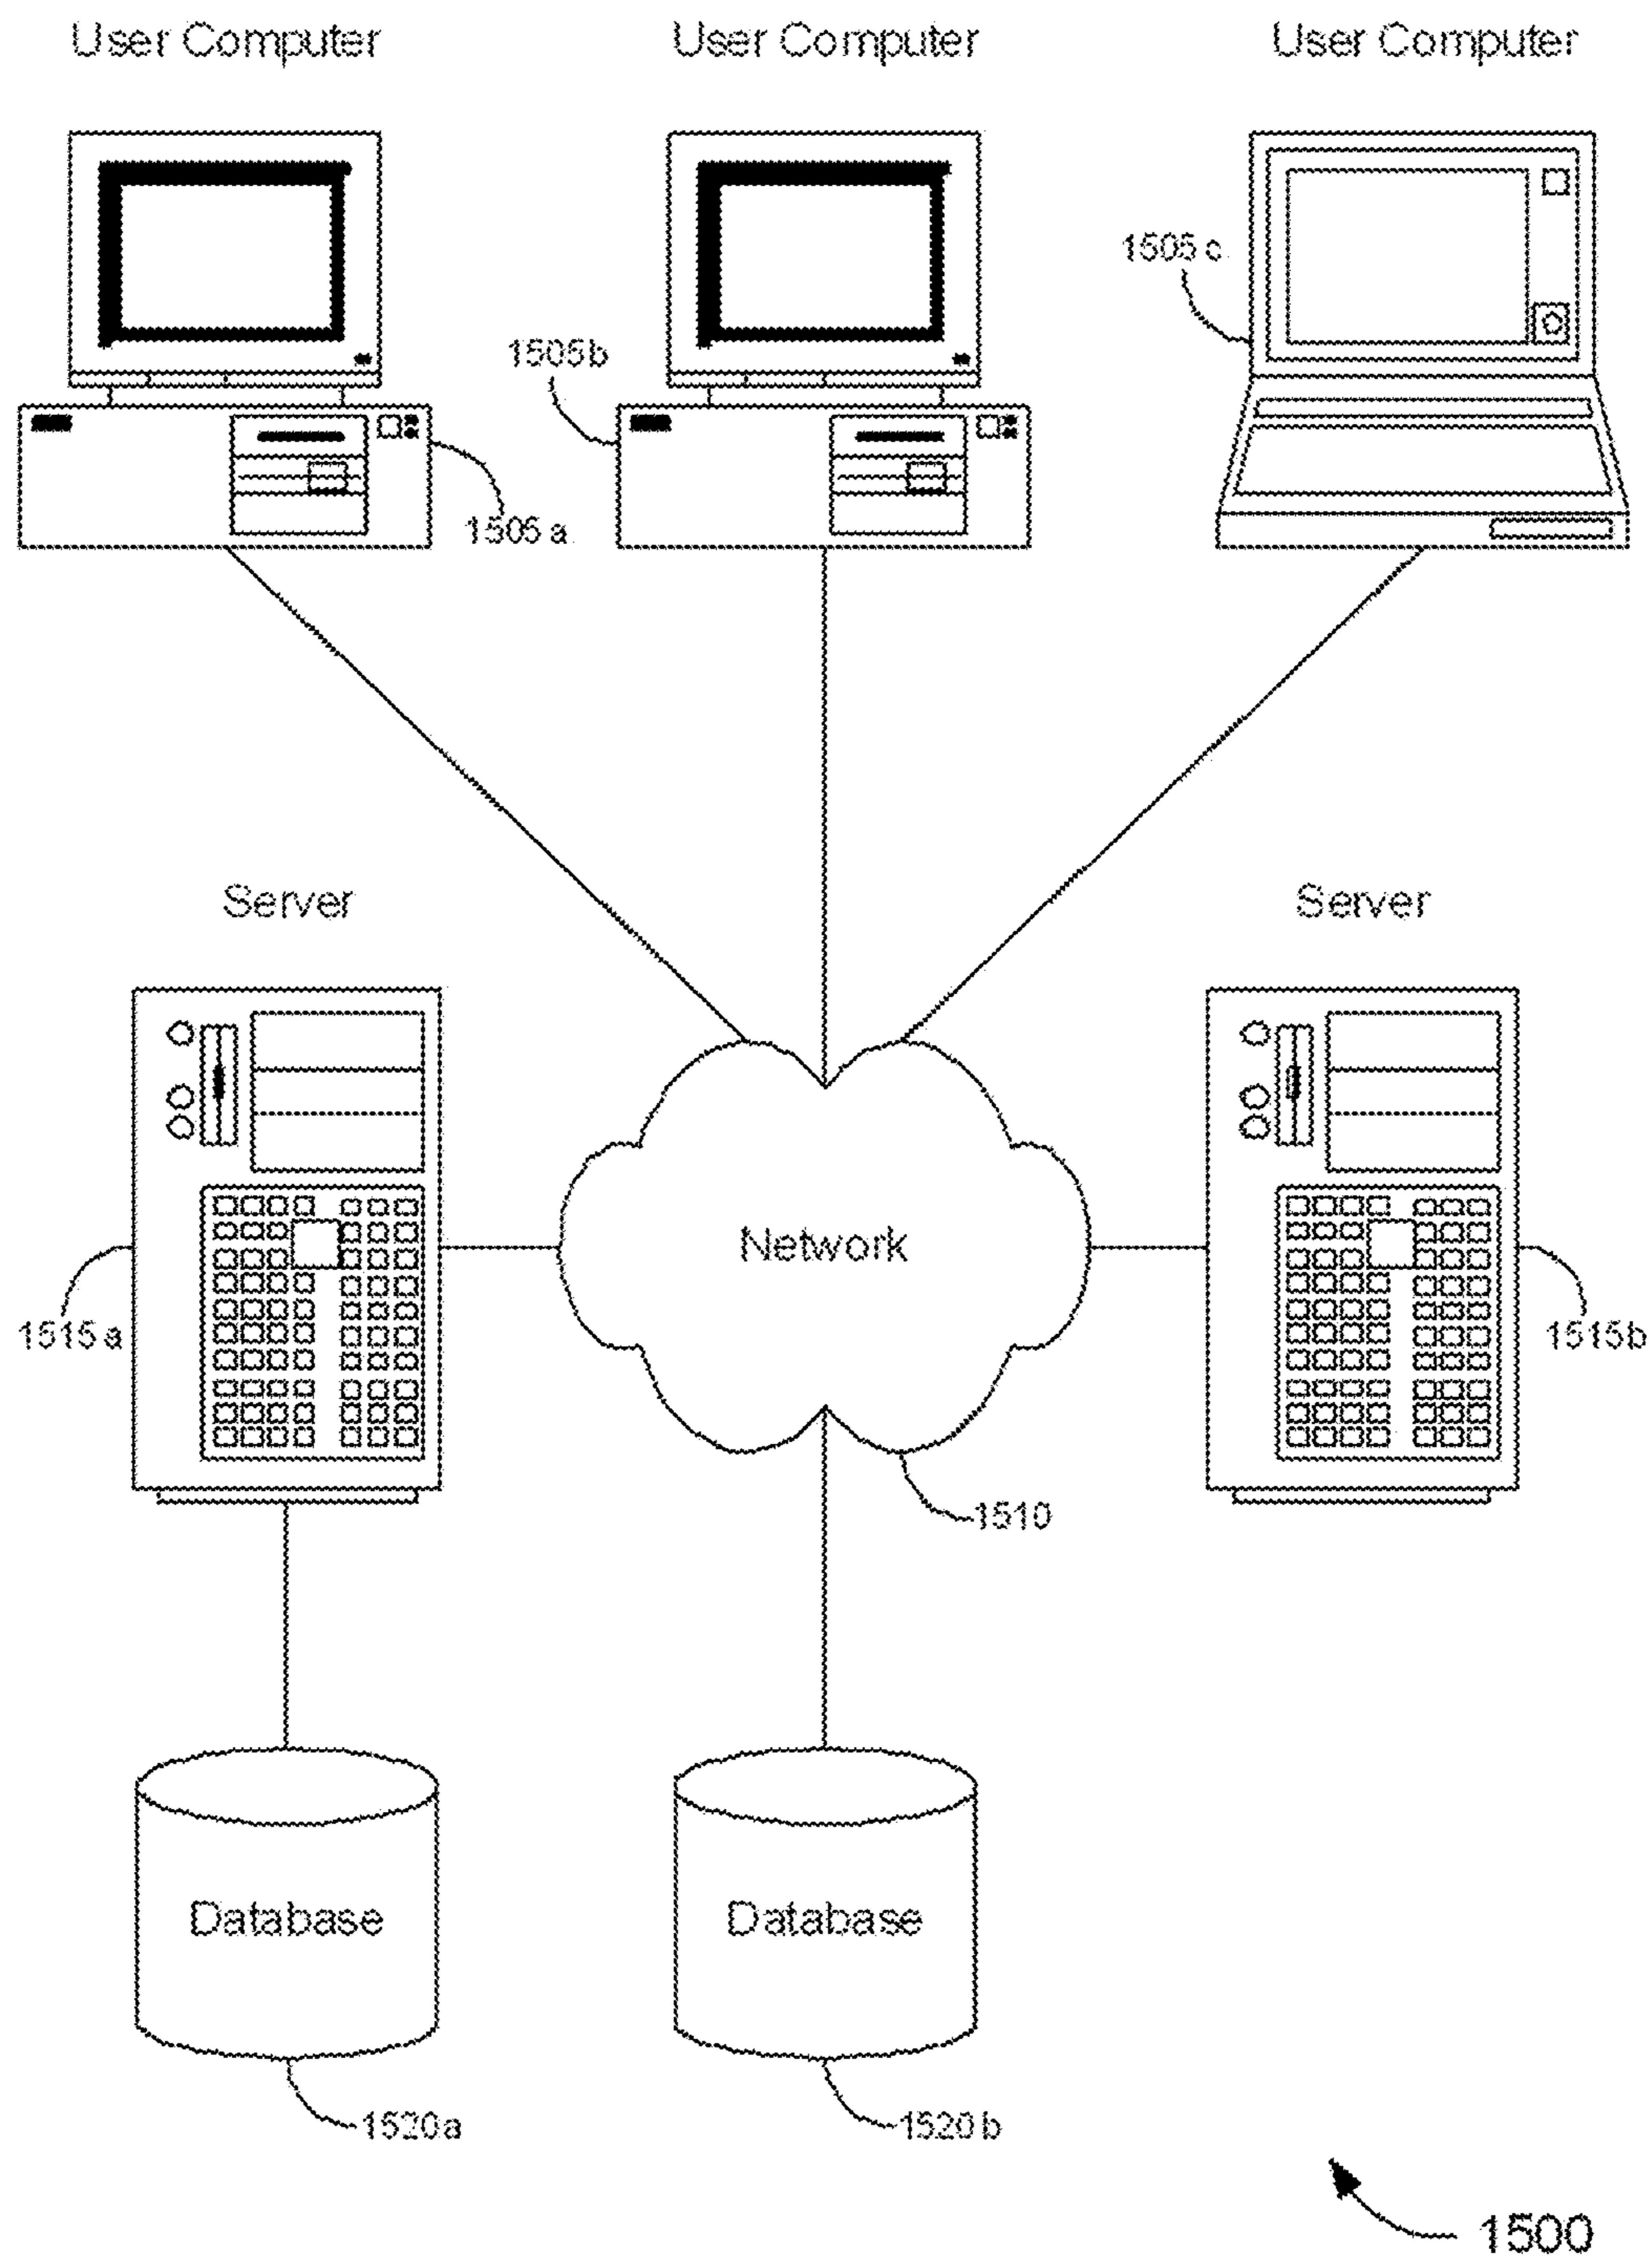 User Computer User Computer User Computer
1505 c
1505b
1505 a
Server Server
Network
1515 a 1515b
1510
Database Database
1520a 1520b
1500